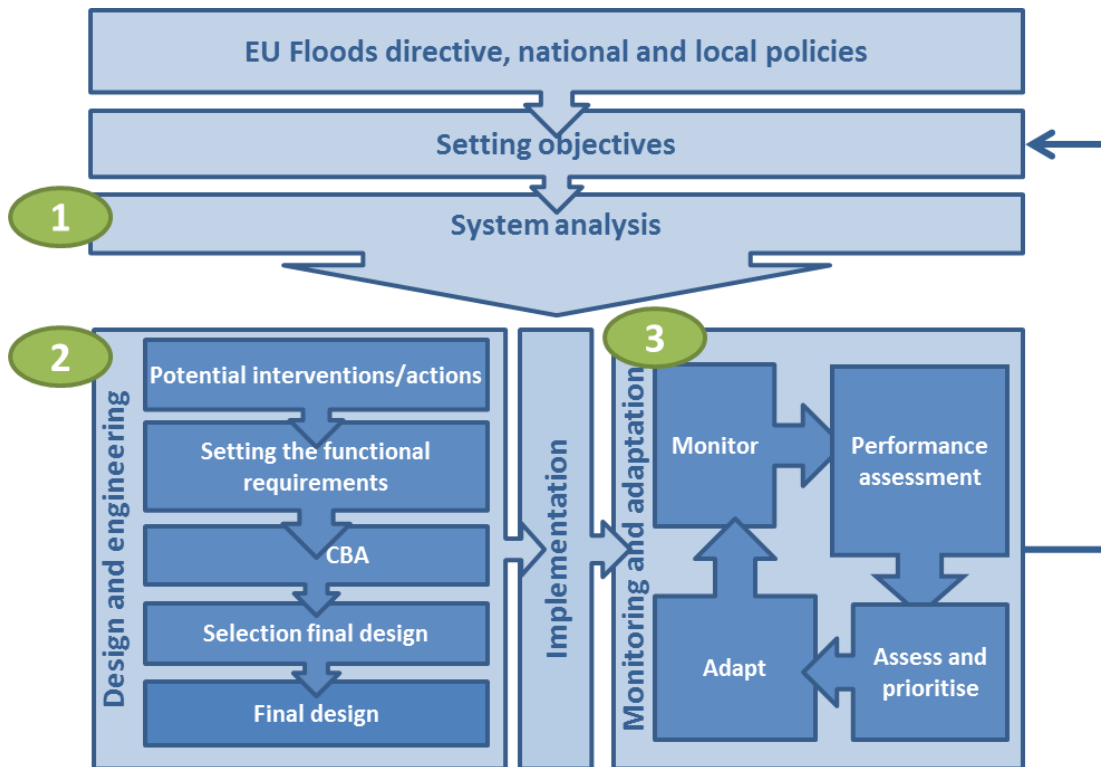 EU Floods directive, national and local policies
Setting objectives
1
System analysis
2
Design and engineering
Potential interventions/actions
Setting the functional
requirements
CBA
Selection final design
Final design
Implementation
3
Monitoring and adaptation
Monitor
Performance
assessment
Adapt
Assess and
prioritise